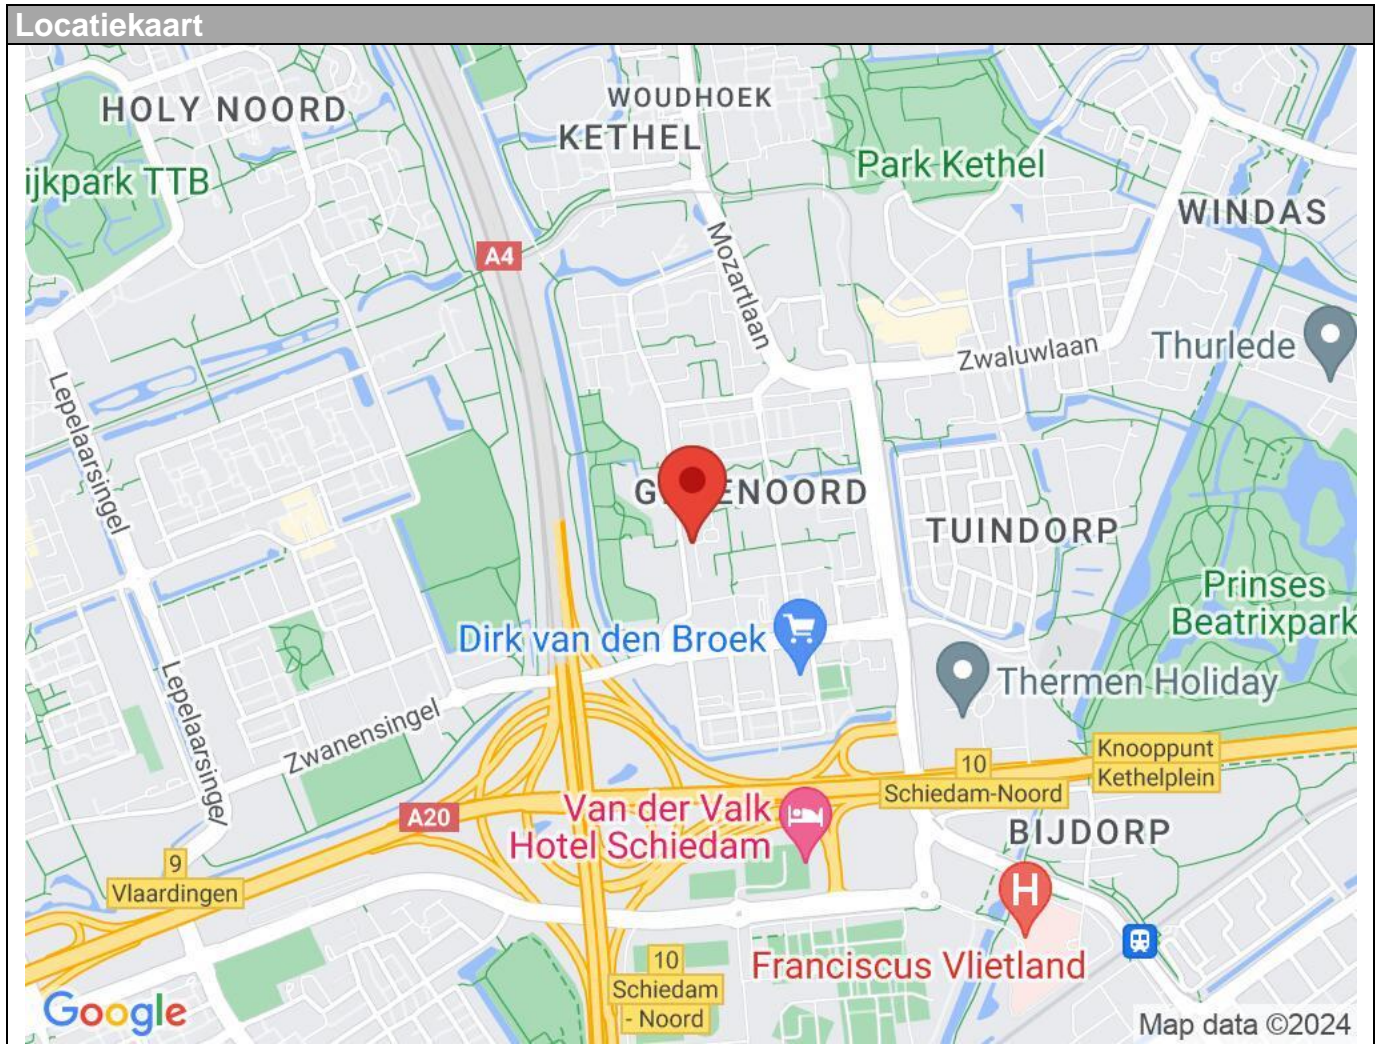 Locatiekaart
HOLY NOORD
WOUDHOEK
KETHEL
Park Kethel
ijkpark TTB
WINDAS
A4
Mozartlaan
Thurlede
Zwaluwlaan
Lepelaarsingel
ENOORD
TUINDORP
Prinses
Beatrixpark
Dirk van den Broek
Thermen Holiday
Lepelaarsingel
Zwanensingel
Knooppunt
Kethelplein
10
Schiedam-Noord
Van der Valk
Hotel Schiedam
A20
BIJDORP
9
Vlaardingen
H
Franciscus Vlietland
10
Schiedam
- Noord
Google
Map data ©2024